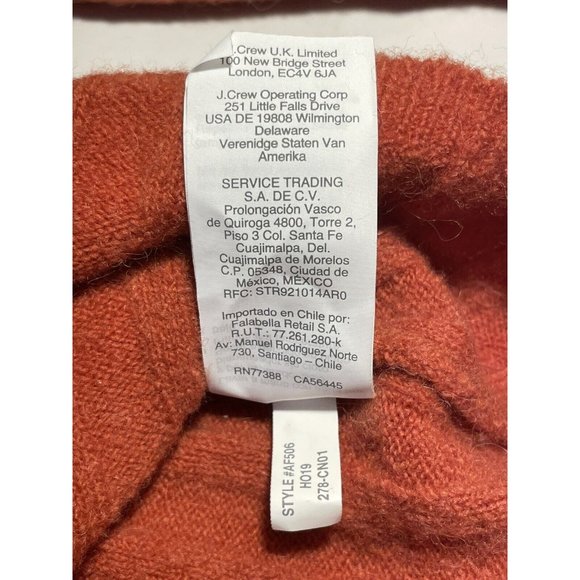 J.Crew U.K. Limited
100 New Bridge Street
London, EC4V 6JA
J.Crew Operating Corp
251 Little Falls Drive
USA DE 19808 Wilmington
Delaware
Verenidge Staten Van
Amerika
SERVICE TRADING
S.A. DE C.V.
Prolongación Vasco
de Quiroga 4800, Torre 2,
Piso 3 Col. Santa Fe
Cuajimalpa, Del.
Cuajimalpa de Morelos
C.P. 05348, Ciudad de
México, MÉXICO
RFC: STR921014AR0
Importado en Chile por:
Falabella Retail S.A.
R.U.T.: 77.261.280-k
Av: Manuel Rodriguez Norte
730, Santiago – Chile
RN77388 CA56445
STYLE #AF506
HO19
278-CN01